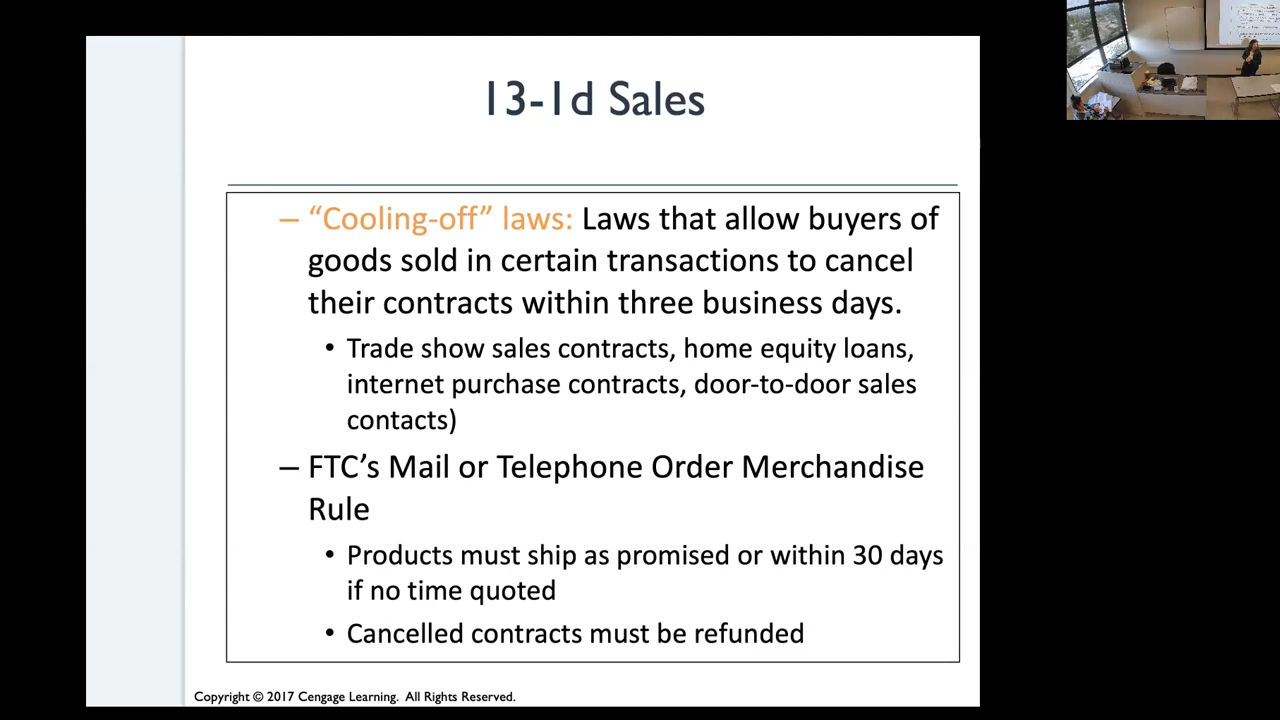 13-1d Sales
– “Cooling-off” laws: Laws that allow buyers of
goods sold in certain transactions to cancel
their contracts within three business days.
• Trade show sales contracts, home equity loans,
internet purchase contracts, door-to-door sales
contacts)
– FTC’s Mail or Telephone Order Merchandise
Rule
• Products must ship as promised or within 30 days
if no time quoted
• Cancelled contracts must be refunded
Copyright © 2017 Cengage Learning. All Rights Reserved.